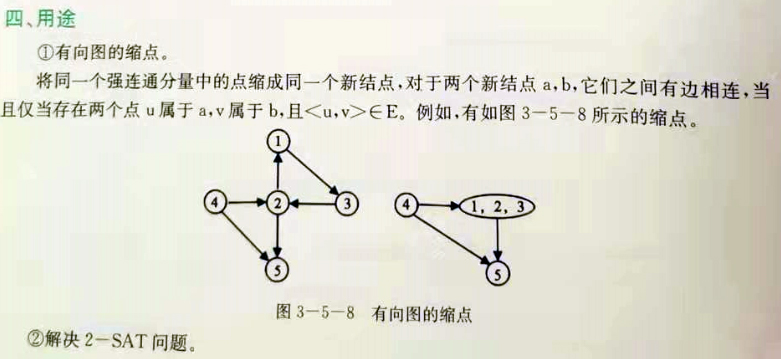 四、用途
①有向图的缩点。
将同一个强连通分量中的点缩成同一个新结点,对于两个新结点 a,b,它们之间有边相连,当
且仅当存在两个点 u 属于 a,v 属于 b,且<u,v>∈E。例如,有如图 3-5-8 所示的缩点。
1
4 2 3
5
4 1, 2, 3
5
图 3-5-8 有向图的缩点
②解决 2-SAT 问题。